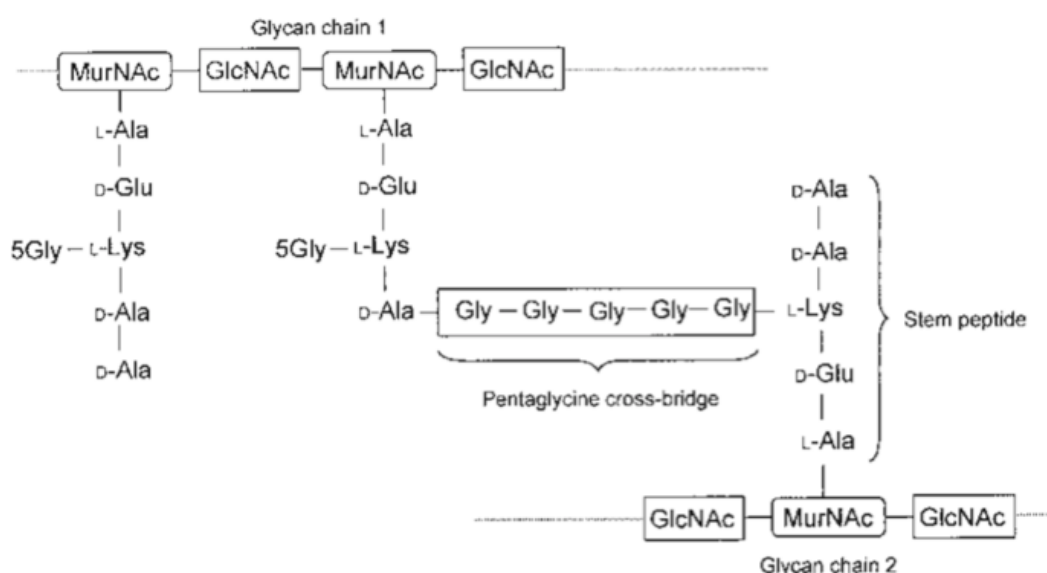 Glycan chain 1
MurNAc GlcNAc MurNAc GlcNAc
L-Ala L-Ala
D-Glu D-Glu D-Ala
5Gly L-Lys 5Gly L-Lys D-Ala
D-Ala D-Ala Gly Gly Gly Gly Gly L-Lys Stem peptide
D-Ala D-Glu
Pentaglycine cross-bridge
L-Ala
GlcNAc MurNAc GlcNAc
Glycan chain 2